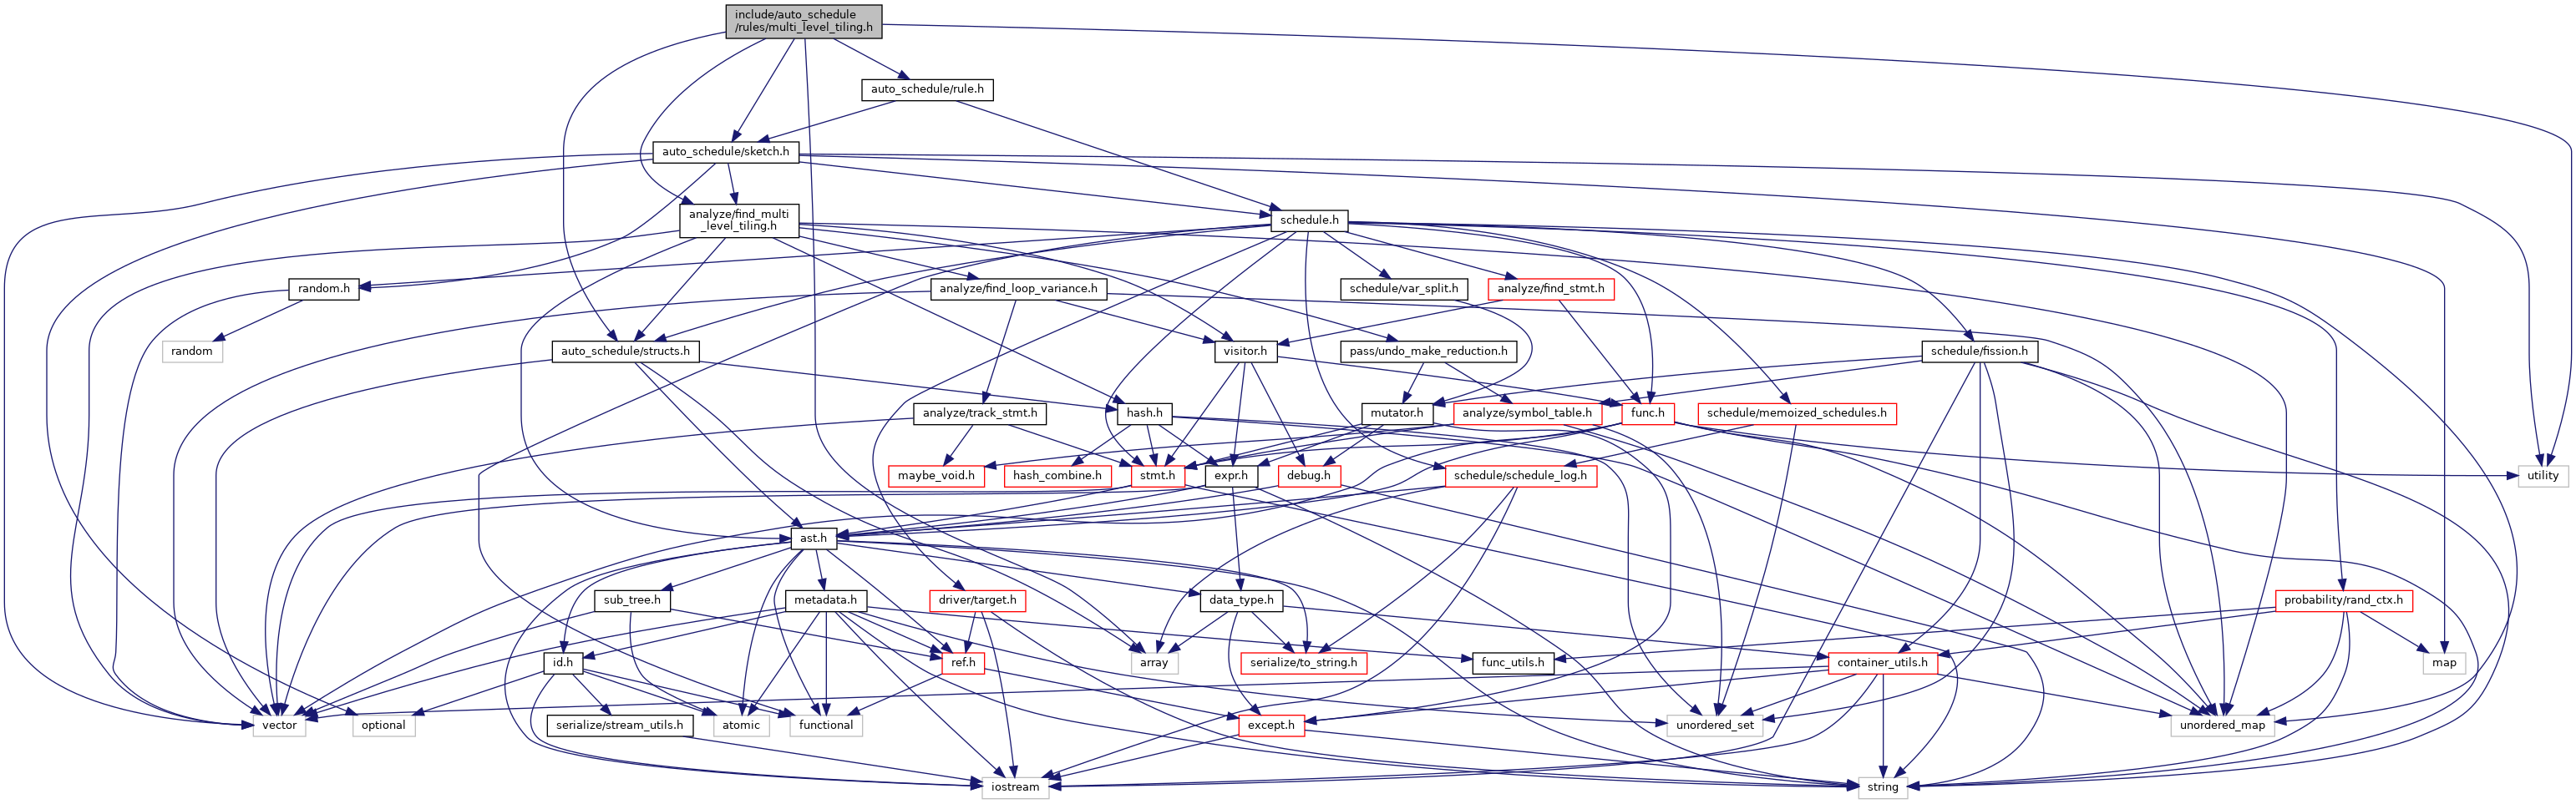 include/auto_schedule
/rules/multi_level_tiling.h
auto_schedule/rule.h
auto_schedule/sketch.h
analyze/find_multi
_level_tiling.h
schedule.h
random.h
analyze/find_loop_variance.h
schedule/var_split.h
analyze/find_stmt.h
random
auto_schedule/structs.h
visitor.h
pass/undo_make_reduction.h
schedule/fission.h
analyze/track_stmt.h
hash.h
mutator.h
analyze/symbol_table.h
func.h
schedule/memoized_schedules.h
maybe_void.h
hash_combine.h
stmt.h
expr.h
debug.h
schedule/schedule_log.h
utility
ast.h
sub_tree.h
metadata.h
driver/target.h
data_type.h
probability/rand_ctx.h
id.h
ref.h
array
serialize/to_string.h
func_utils.h
container_utils.h
map
vector
optional
serialize/stream_utils.h
atomic
functional
except.h
unordered_set
unordered_map
iostream
string